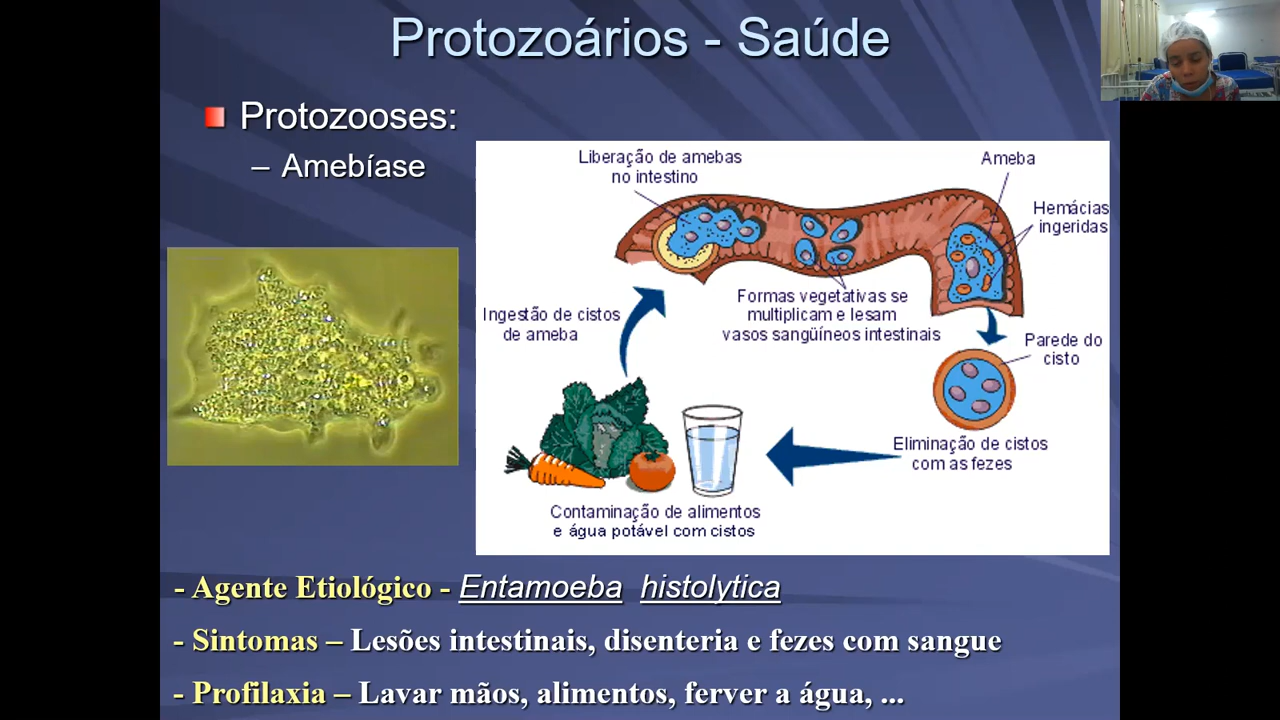 Protozoários - Saúde
Protozooses:
– Amebíase
Liberação de amebas
no intestino
Ameba
Hemácias
ingeridas
Formas vegetativas se
multiplicam e lesam
vasos sangüíneos intestinais
Ingestão de cistos
de ameba
Parede do
cisto
Eliminação de cistos
com as fezes
Contaminação de alimentos
e água potável com cistos
- Agente Etiológico - Entamoeba histolytica
- Sintomas – Lesões intestinais, disenteria e fezes com sangue
- Profilaxia – Lavar mãos, alimentos, ferver a água, ...